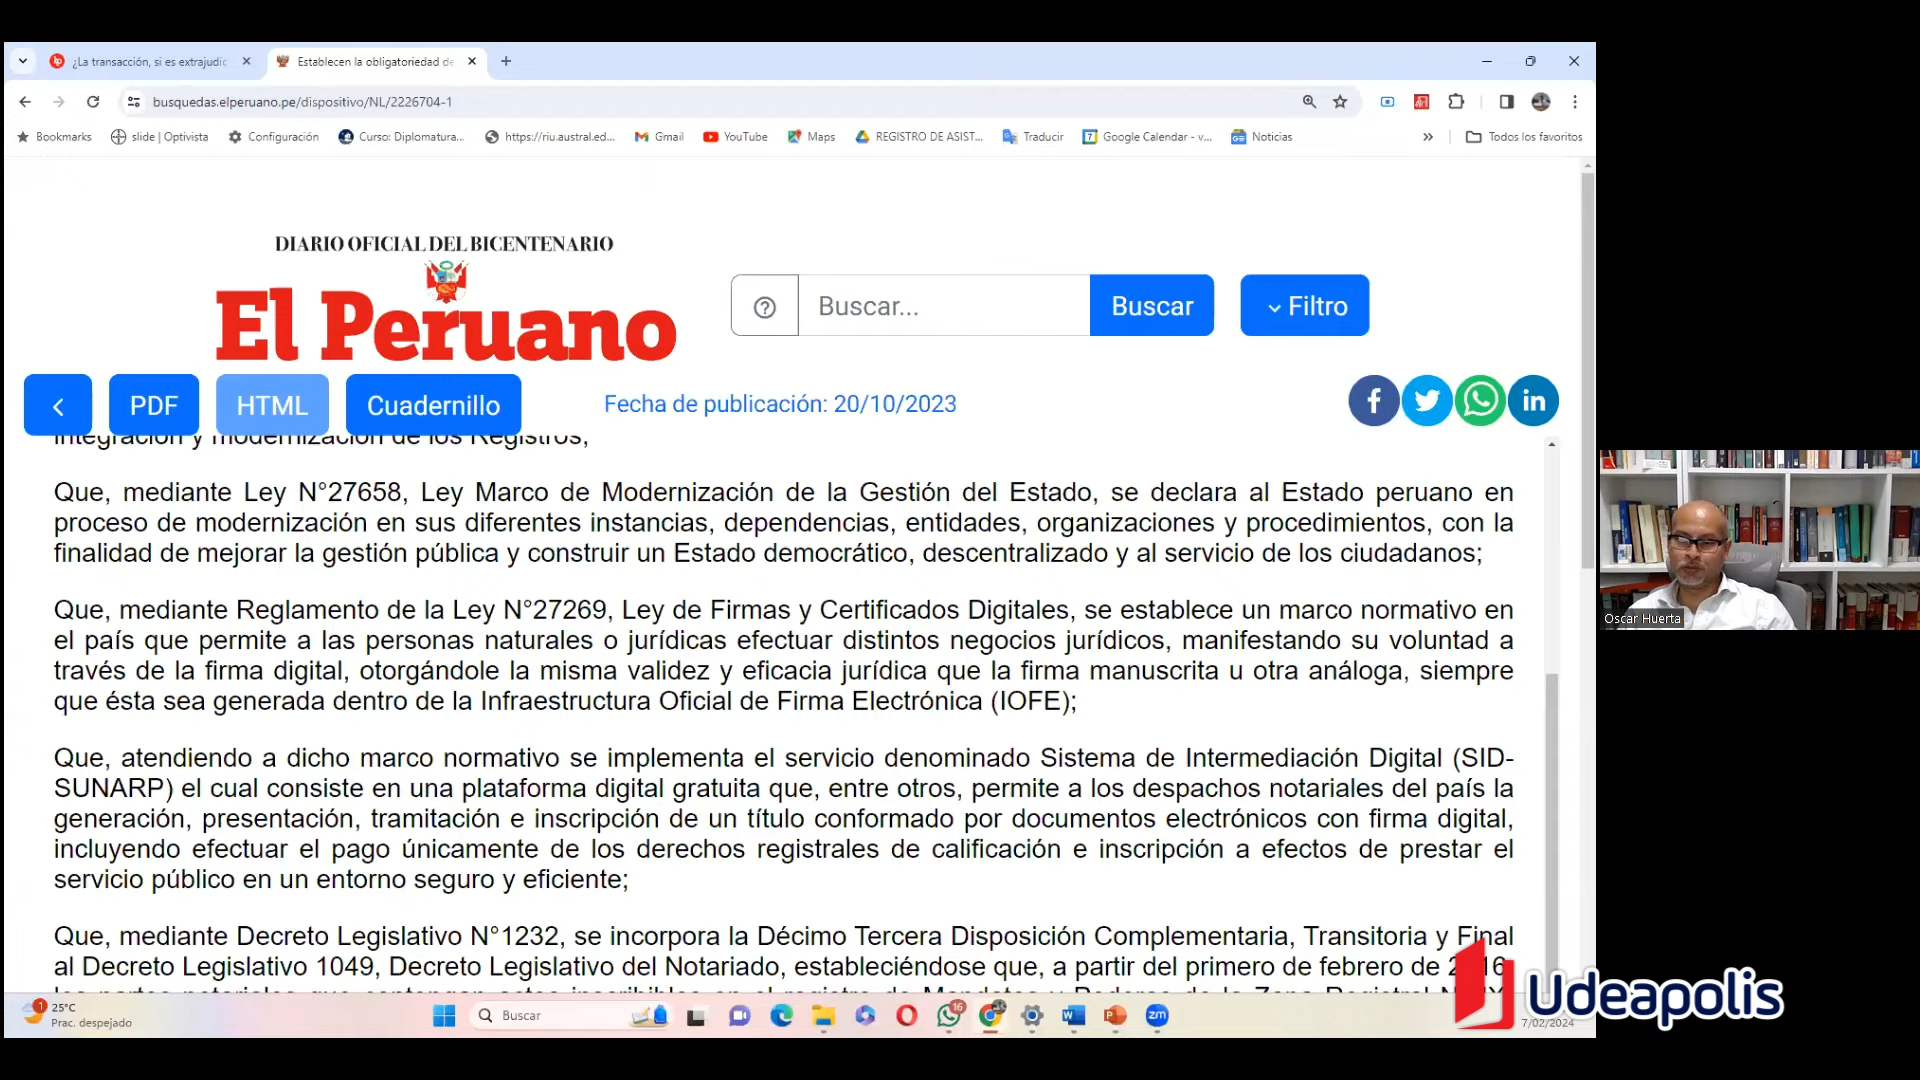 ¿La transacción, si es extrajudic
Establecen la obligatoriedad de
busquedas.elperuano.pe/dispositivo/NL/2226704-1
Bookmarks
slide | Optivista
Configuración
Curso: Diplomatura...
https://riu.austral.ed...
Gmail
YouTube
Maps
REGISTRO DE ASIST...
Traducir
Google Calendar - v...
Noticias
»
Todos los favoritos
DIARIO OFICIAL DEL BICENTENARIO
El Peruano
Buscar...
Buscar
Filtro
PDF
HTML
Cuadernillo
Fecha de publicación: 20/10/2023
integración y modernización de los Registros;
Que, mediante Ley N°27658, Ley Marco de Modernización de la Gestión del Estado, se declara al Estado peruano en
proceso de modernización en sus diferentes instancias, dependencias, entidades, organizaciones y procedimientos, con la
finalidad de mejorar la gestión pública y construir un Estado democrático, descentralizado y al servicio de los ciudadanos;
Que, mediante Reglamento de la Ley N°27269, Ley de Firmas y Certificados Digitales, se establece un marco normativo en
el país que permite a las personas naturales o jurídicas efectuar distintos negocios jurídicos, manifestando su voluntad a
través de la firma digital, otorgándole la misma validez y eficacia jurídica que la firma manuscrita u otra análoga, siempre
que ésta sea generada dentro de la Infraestructura Oficial de Firma Electrónica (IOFE);
Que, atendiendo a dicho marco normativo se implementa el servicio denominado Sistema de Intermediación Digital (SID-
SUNARP) el cual consiste en una plataforma digital gratuita que, entre otros, permite a los despachos notariales del país la
generación, presentación, tramitación e inscripción de un título conformado por documentos electrónicos con firma digital,
incluyendo efectuar el pago únicamente de los derechos registrales de calificación e inscripción a efectos de prestar el
servicio público en un entorno seguro y eficiente;
Que, mediante Decreto Legislativo N°1232, se incorpora la Décimo Tercera Disposición Complementaria, Transitoria y Final
al Decreto Legislativo 1049, Decreto Legislativo del Notariado, estableciéndose que, a partir del primero de febrero de
Oscar Huerta
1
25°C
Prac. despejado
Buscar
16
zm
7/02/2024
Udeapolis